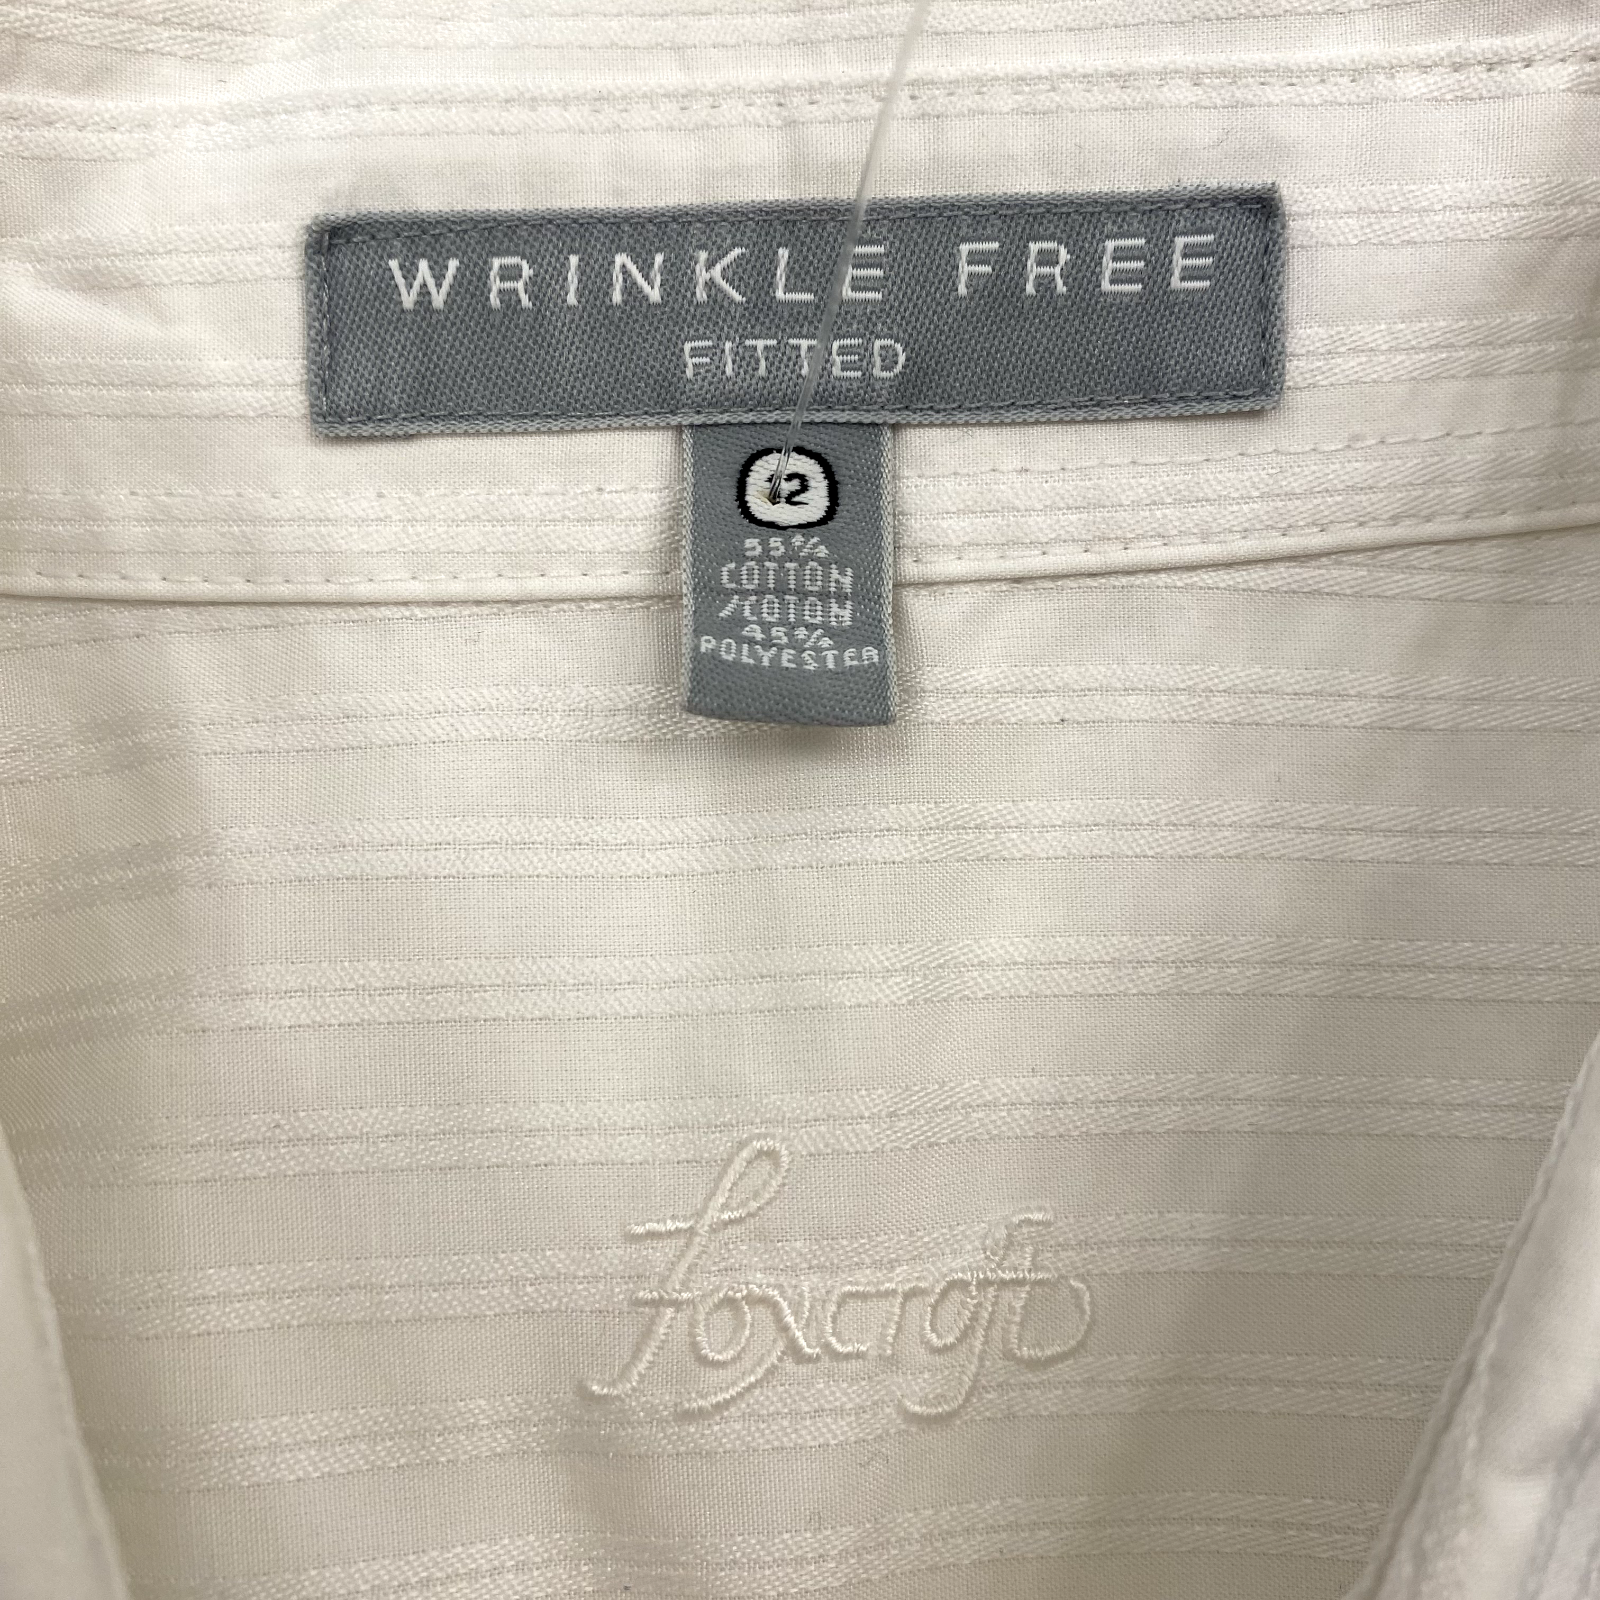 WRINKLE FREE
FITTED
12
55%
COTTON
/COTON
45%
POLYESTER
foxcroft